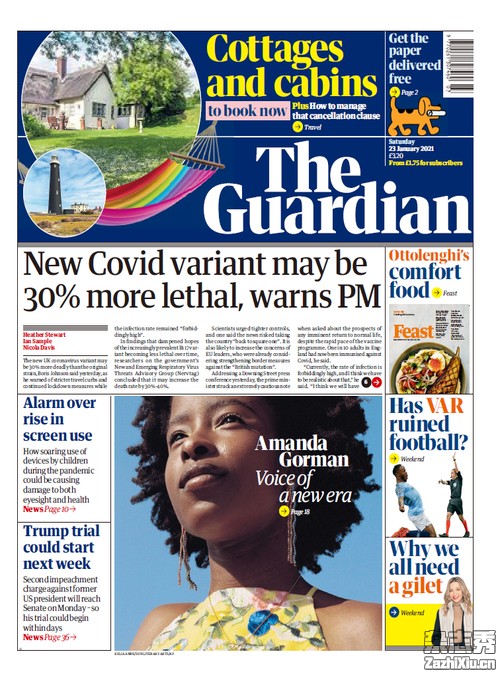 Cottages
and cabins
to book now
Plus How to manage
that cancellation clause
Travel
Get the
paper
delivered
free
Page 2
Saturday
23 January 2021
£3.20
From £1.75 for subscribers
The
Guardian
New Covid variant may be
30% more lethal, warns PM
Heather Stewart
Ian Sample
Nicola Davis
The new UK coronavirus variant may
be 30% more deadly than the original
strain, Boris Johnson said yesterday, as
he warned of stricter travel curbs and
continued lockdown measures while
the infection rate remained "forbid-
dingly high".
In findings that dampened hopes
of the increasingly prevalent B117 vari-
ant becoming less lethal over time,
researchers on the government's
New and Emerging Respiratory Virus
Threats Advisory Group (Nervtag)
concluded that it may increase the
death rate by 30%-40%.
Scientists urged tighter controls,
and one said the news risked taking
the country "back to square one". It is
also likely to increase the concerns of
EU leaders, who were already consid-
ering strengthening border measures
against the "British mutation".
Addressing a Downing Street press
conference yesterday, the prime min-
ister struck an extremely cautious note
when asked about the prospects of
any imminent return to normal life,
despite the rapid pace of the vaccine
programme. One in 10 adults in Eng-
land had now been immunised against
Covid, he said.
"Currently, the rate of infection is
forbiddingly high, and I think we have
to be realistic about that," he
said. "I think we will have
6
Ottolenghi's
comfort
food
Feast
Feast
Alarm over
rise in
screen use
How soaring use of
devices by children
during the pandemic
could be causing
damage to both
eyesight and health
News Page 10
Trump trial
could start
next week
Second impeachment
charge against former
US president will reach
Senate on Monday – so
his trial could begin
within days
News Page 36
Amanda
Gorman
Voice of
a new era
Page 18
Has VAR
ruined
football?
Weekend
Why we
all need
a gilet
Weekend
杂志秀
ZazhiXiu.cn